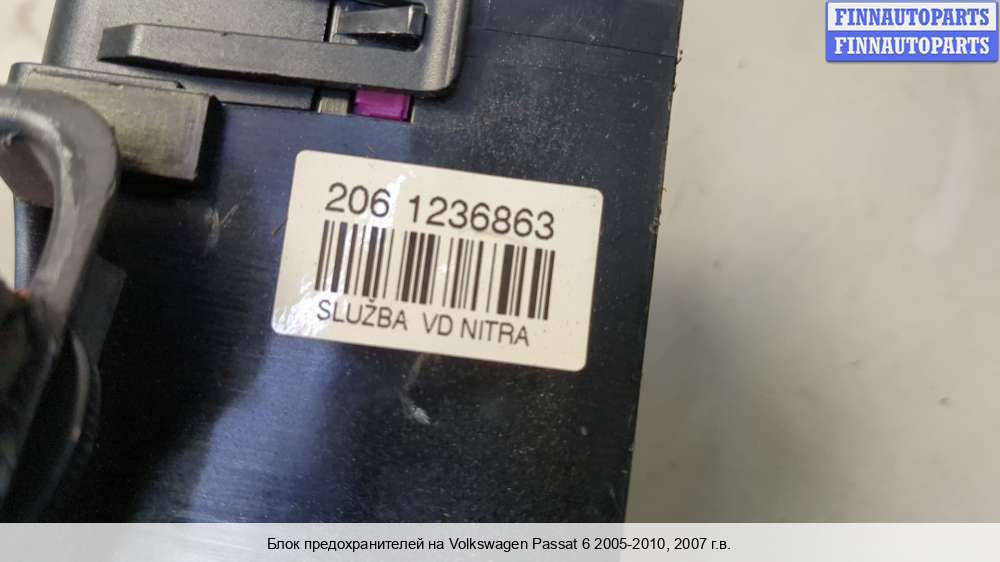 FINNAUTOPARTS
FINNAUTOPARTS
206 1236863
SLUŽBA VD NITRA
Блок предохранителей на Volkswagen Passat 6 2005-2010, 2007 г.в.